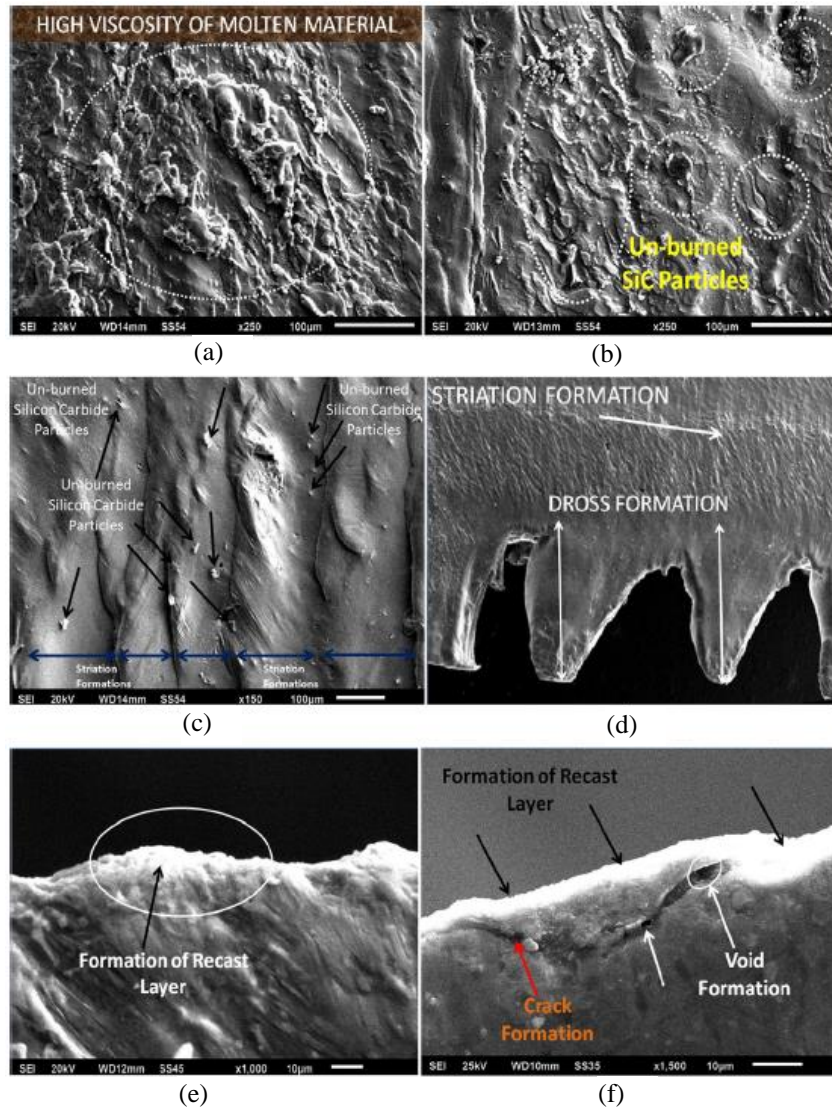 HIGH VISCOSITY OF MOLTEN MATERIAL
SEI 20kV WD14mm SS54 x250 100µm
(a)
Un-burned
SiC Particles
SEI 20kV WD13mm SS54 x250 100µm
(b)
Un-burned
Silicon Carbide
Particles
Un-burned
Silicon Carbide
Particles
Un-burned
Silicon Carbide
Particles
Striation
Formations
Striation
Formations
SEI 20kV WD14mm SS54 x150 100µm
(c)
STRIATION FORMATION
DROSS FORMATION
(d)
Formation of Recast
Layer
SEI 20kV WD12mm SS45 x1,000 10µm
(e)
Formation of Recast
Layer
Void
Formation
Crack
Formation
SEI 25kV WD10mm SS35 x1,500 10µm
(f)